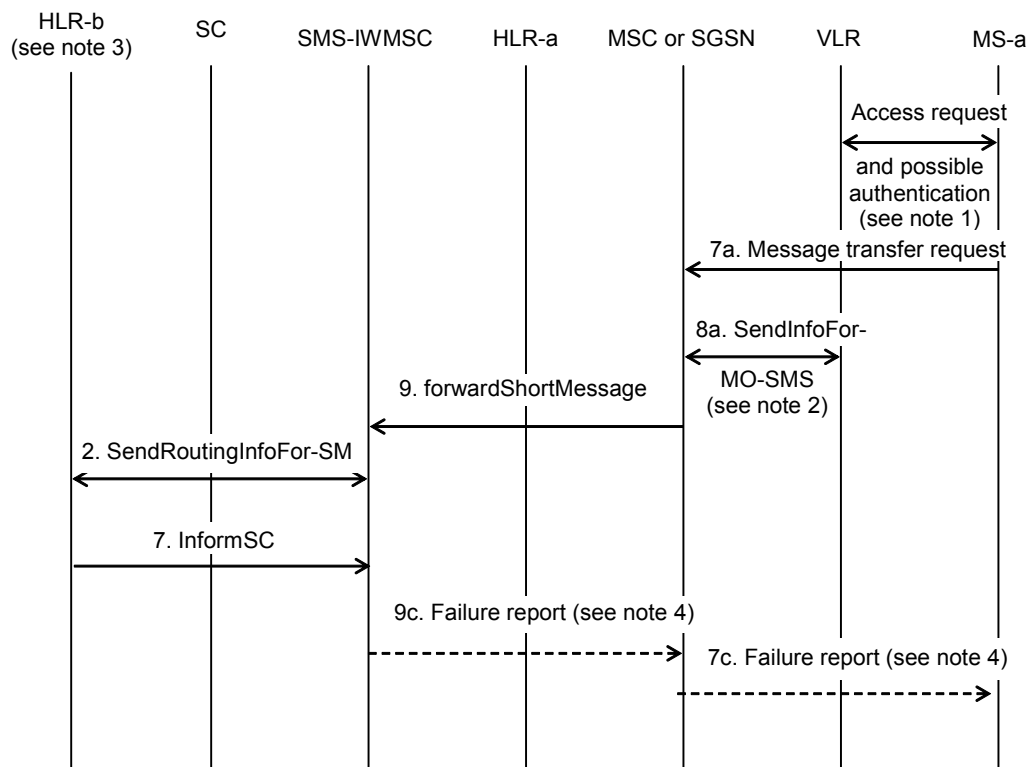 HLR-b
(see note 3)
SC
SMS-IWMSC
HLR-a
MSC or SGSN
VLR
MS-a
Access request
and possible
authentication
(see note 1)
7a. Message transfer request
8a. SendInfoFor-
MO-SMS
(see note 2)
9. forwardShortMessage
2. SendRoutingInfoFor-SM
7. InformSC
9c. Failure report (see note 4)
7c. Failure report (see note 4)